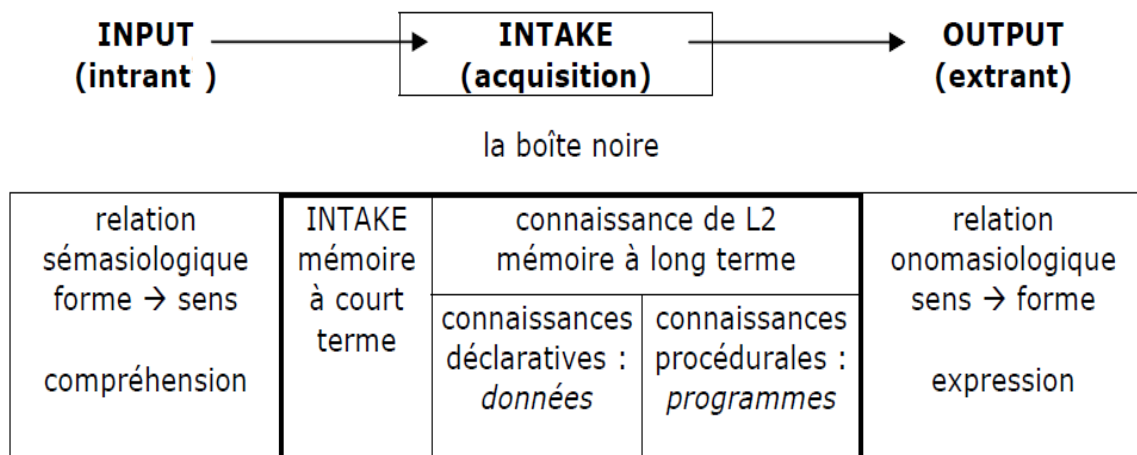 INPUT
(intrant )
INTAKE
(acquisition)
OUTPUT
(extrant)
la boîte noire
relation
sémasiologique
forme → sens
compréhension
INTAKE
mémoire
à court
terme
connaissance de L2
mémoire à long terme
connaissances
déclaratives :
données
connaissances
procédurales :
programmes
relation
onomasiologique
sens → forme
expression